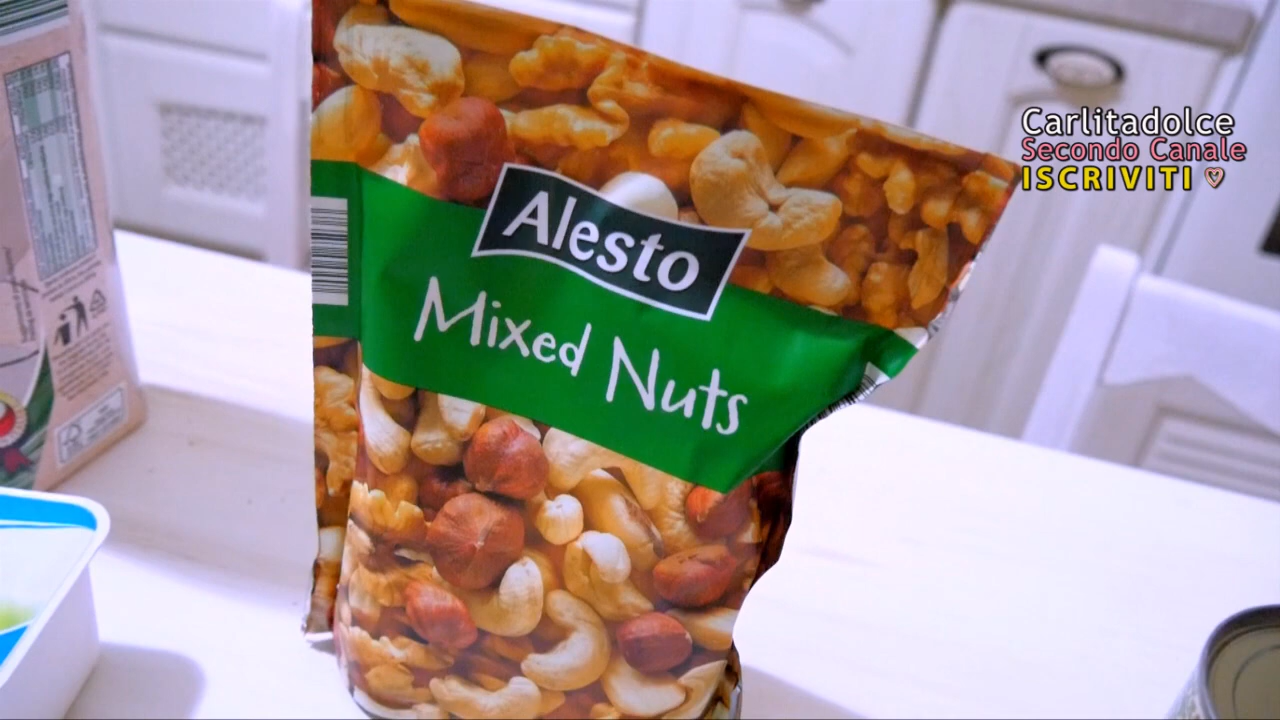 Carlitadolce
Secondo Canale
ISCRIVITI
Alesto
Mixed Nuts